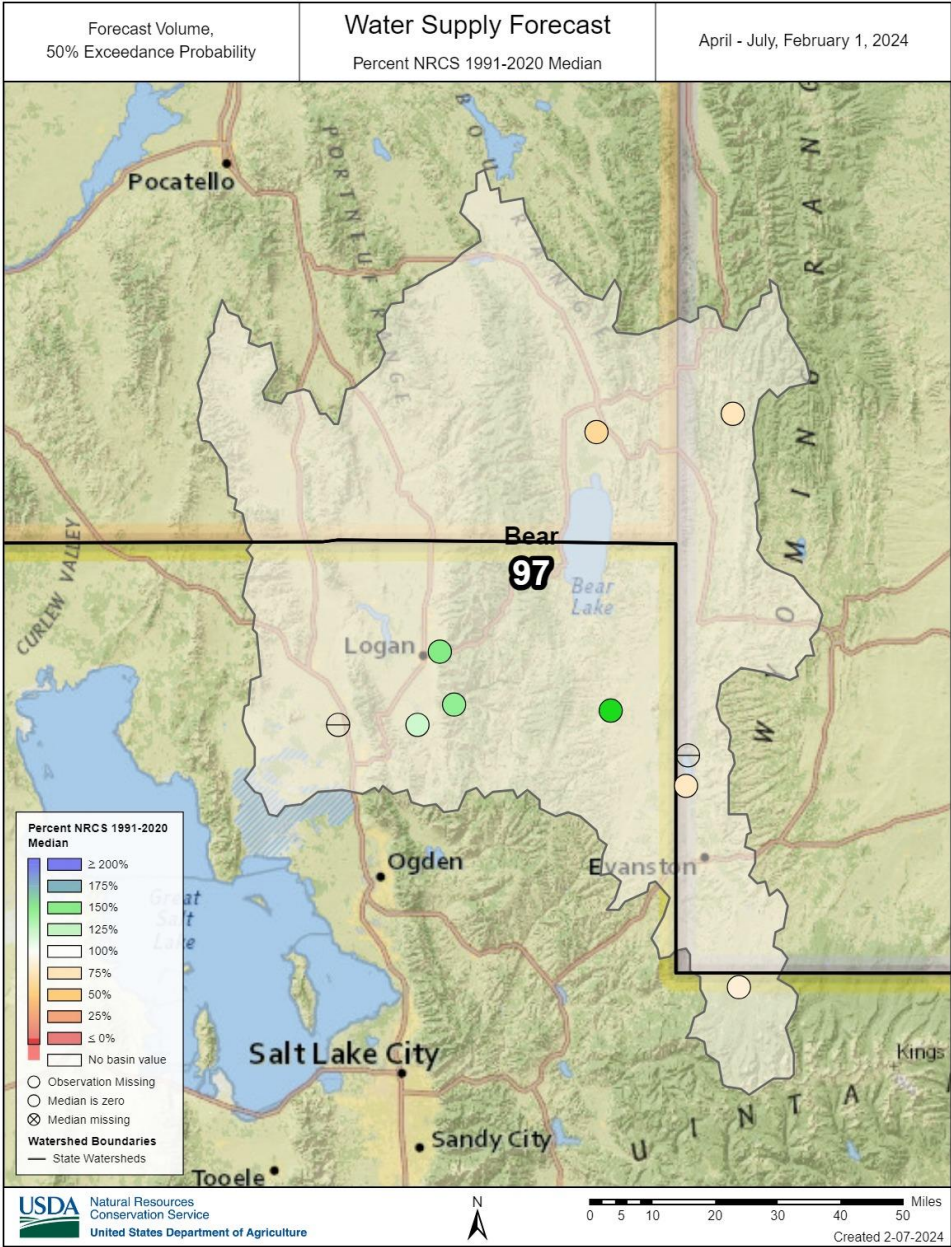 Forecast Volume,
50% Exceedance Probability
Water Supply Forecast
Percent NRCS 1991-2020 Median
April - July, February 1, 2024
Pocatello
PORTNEUF RANGE
BOU
RANGE
WYOMING RANG
CURLEW VALLEY
Bear
97
Bear
Lake
Logan
Ogden
Evanston
Great
Salt
Lake
Salt Lake City
Kings
Sandy City
UINTA
Tooele
Percent NRCS 1991-2020
Median
≥ 200%
175%
150%
125%
100%
75%
50%
25%
≤ 0%
No basin value
Observation Missing
Median is zero
Median missing
Watershed Boundaries
State Watersheds
USDA
Natural Resources
Conservation Service
United States Department of Agriculture
N
Miles
0 5 10 20 30 40 50
Created 2-07-2024